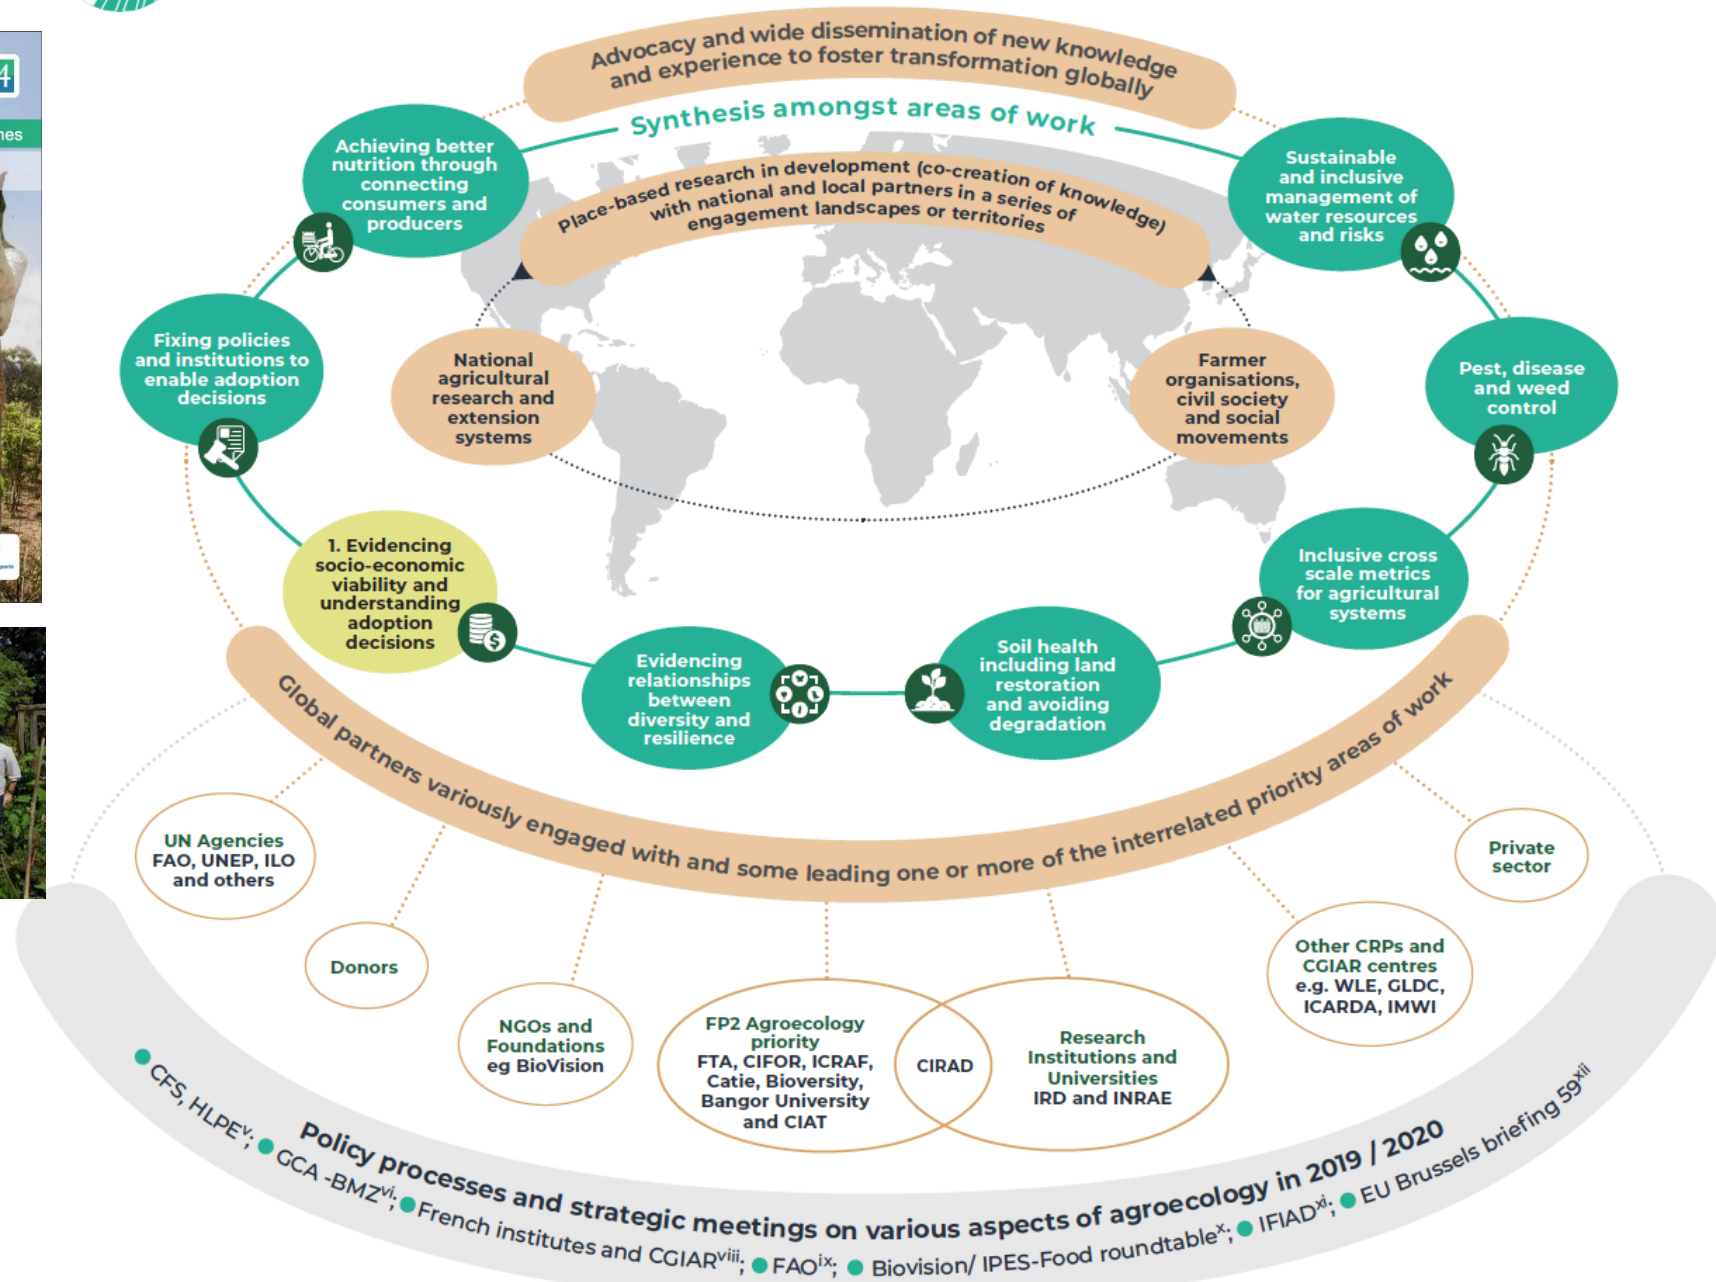 4
nes
Advocacy and wide dissemination of new knowledge
and experience to foster transformation globally
Synthesis amongst areas of work
Place-based research in development (co-creation of knowledge)
with national and local partners in a series of
engagement landscapes or territories
Achieving better
nutrition through
connecting
consumers and
producers
Sustainable
and inclusive
management of
water resources
and risks
Fixing policies
and institutions to
enable adoption
decisions
National
agricultural
research and
extension
systems
Farmer
organisations,
civil society
and social
movements
Pest, disease
and weed
control
1. Evidencing
socio-economic
viability and
understanding
adoption
decisions
$
Evidencing
relationships
between
diversity and
resilience
Soil health
including land
restoration
and avoiding
degradation
Inclusive cross
scale metrics
for agricultural
systems
Global partners variously engaged with and some leading one or more of the interrelated priority areas of work
UN Agencies
FAO, UNEP, ILO
and others
Donors
NGOs and
Foundations
eg BioVision
FP2 Agroecology
priority
FTA, CIFOR, ICRAF,
Catie, Bioversity,
Bangor University
and CIAT
CIRAD
Research
Institutions and
Universities
IRD and INRAE
Other CRPs and
CGIAR centres
e.g. WLE, GLDC,
ICARDA, IMWI
Private
sector
Policy processes and strategic meetings on various aspects of agroecology in 2019 / 2020
● CFS, HLPEᵛ; ● GCA -BMZᵛⁱ; ● French institutes and CGIARᵛⁱⁱⁱ; ● FAOⁱˣ; ● Biovision/ IPES-Food roundtableˣ; ● IFIADˣⁱ; ● EU Brussels briefing 59ˣⁱⁱ